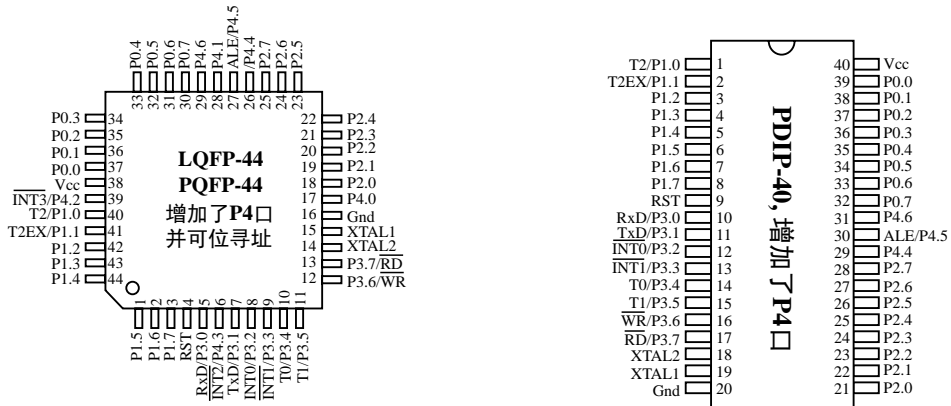 P0.4
P0.5
P0.6
P0.7
P4.6
P4.1
ALE/P4.5
/P4.4
P2.7
P2.6
P2.5
33
32
31
30
29
28
27
26
25
24
23
P0.3 34
P0.2 35
P0.1 36
P0.0 37
Vcc 38
INT3/P4.2 39
T2/P1.0 40
T2EX/P1.1 41
P1.2 42
P1.3 43
P1.4 44
LQFP-44
PQFP-44
增加了P4口
并可位寻址
22 P2.4
21 P2.3
20 P2.2
19 P2.1
18 P2.0
17 P4.0
16 Gnd
15 XTAL1
14 XTAL2
13 P3.7/RD
12 P3.6/WR
1
2
3
4
5
6
7
8
9
10
11
P1.5
P1.6
P1.7
RST
RxD/P3.0
INT2/P4.3
TxD/P3.1
INT0/P3.2
INT1/P3.3
T0/P3.4
T1/P3.5
T2/P1.0 1
T2EX/P1.1 2
P1.2 3
P1.3 4
P1.4 5
P1.5 6
P1.6 7
P1.7 8
RST 9
RxD/P3.0 10
TxD/P3.1 11
INT0/P3.2 12
INT1/P3.3 13
T0/P3.4 14
T1/P3.5 15
WR/P3.6 16
RD/P3.7 17
XTAL2 18
XTAL1 19
Gnd 20
PDIP-40, 增加了P4口
40 Vcc
39 P0.0
38 P0.1
37 P0.2
36 P0.3
35 P0.4
34 P0.5
33 P0.6
32 P0.7
31 P4.6
30 ALE/P4.5
29 P4.4
28 P2.7
27 P2.6
26 P2.5
25 P2.4
24 P2.3
23 P2.2
22 P2.1
21 P2.0